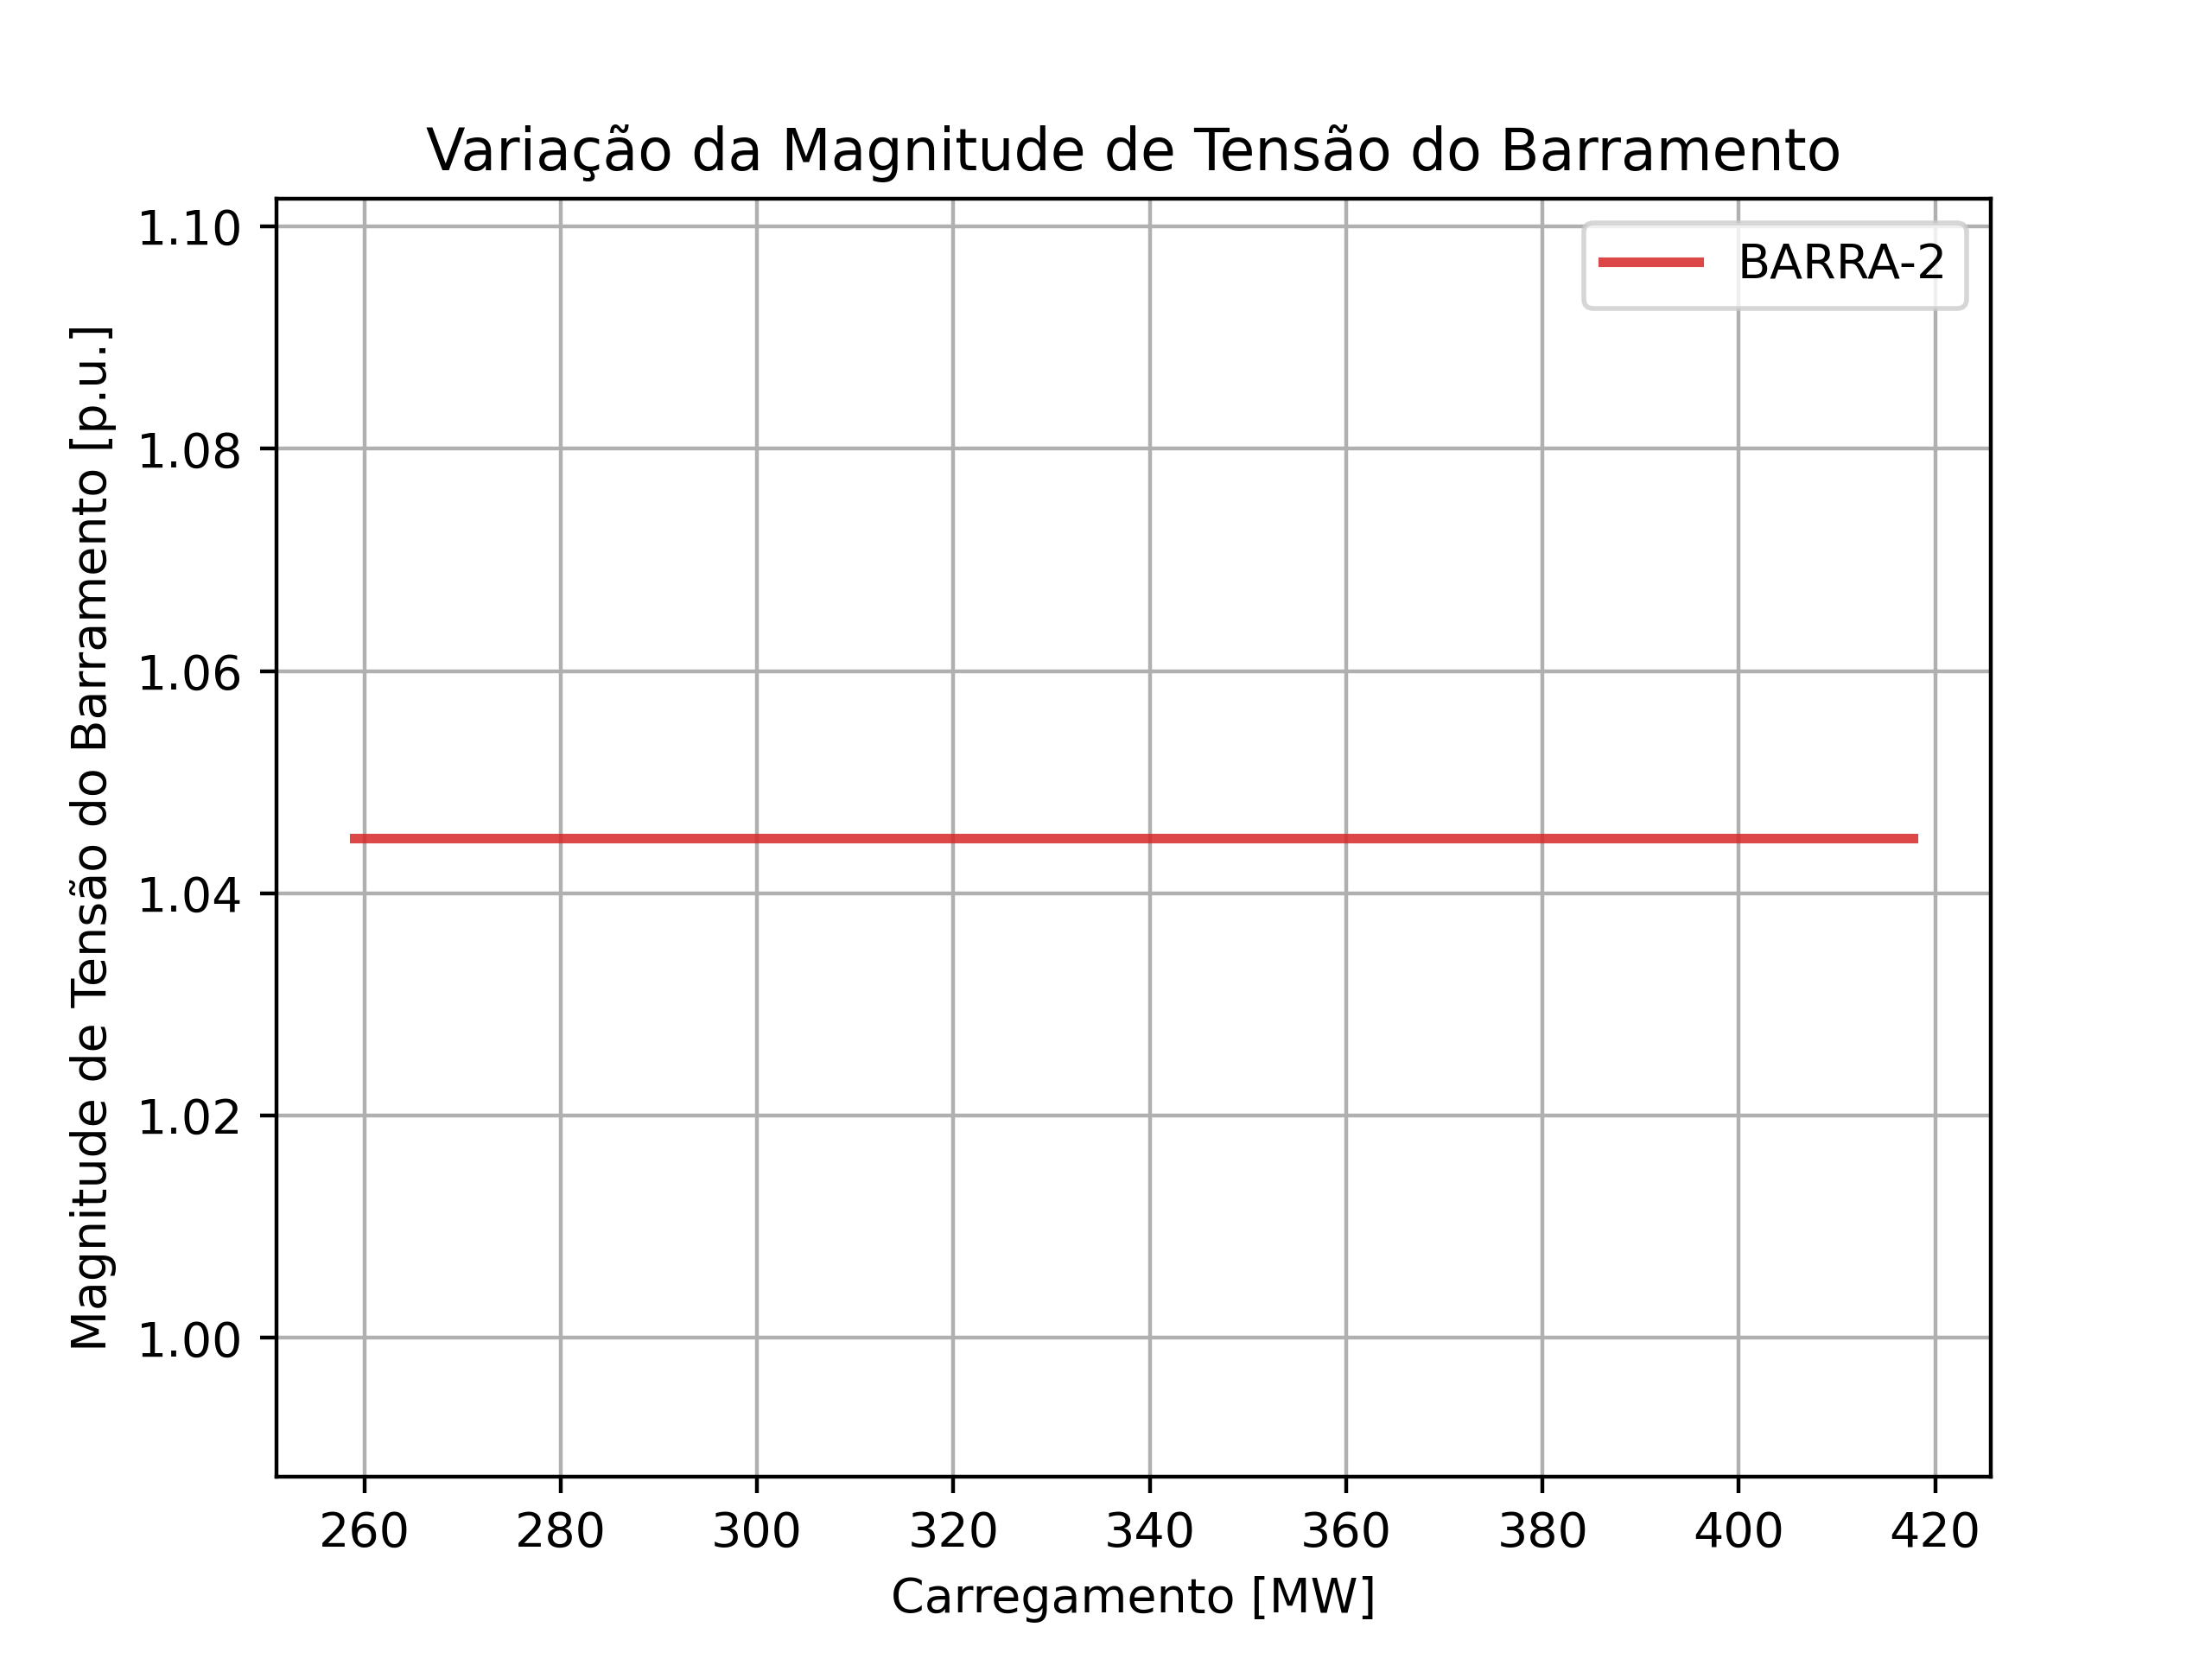 Variação da Magnitude de Tensão do Barramento
BARRA-2
Magnitude de Tensão do Barramento [p.u.]
1.10
1.08
1.06
1.04
1.02
1.00
260 280 300 320 340 360 380 400 420
Carregamento [MW]